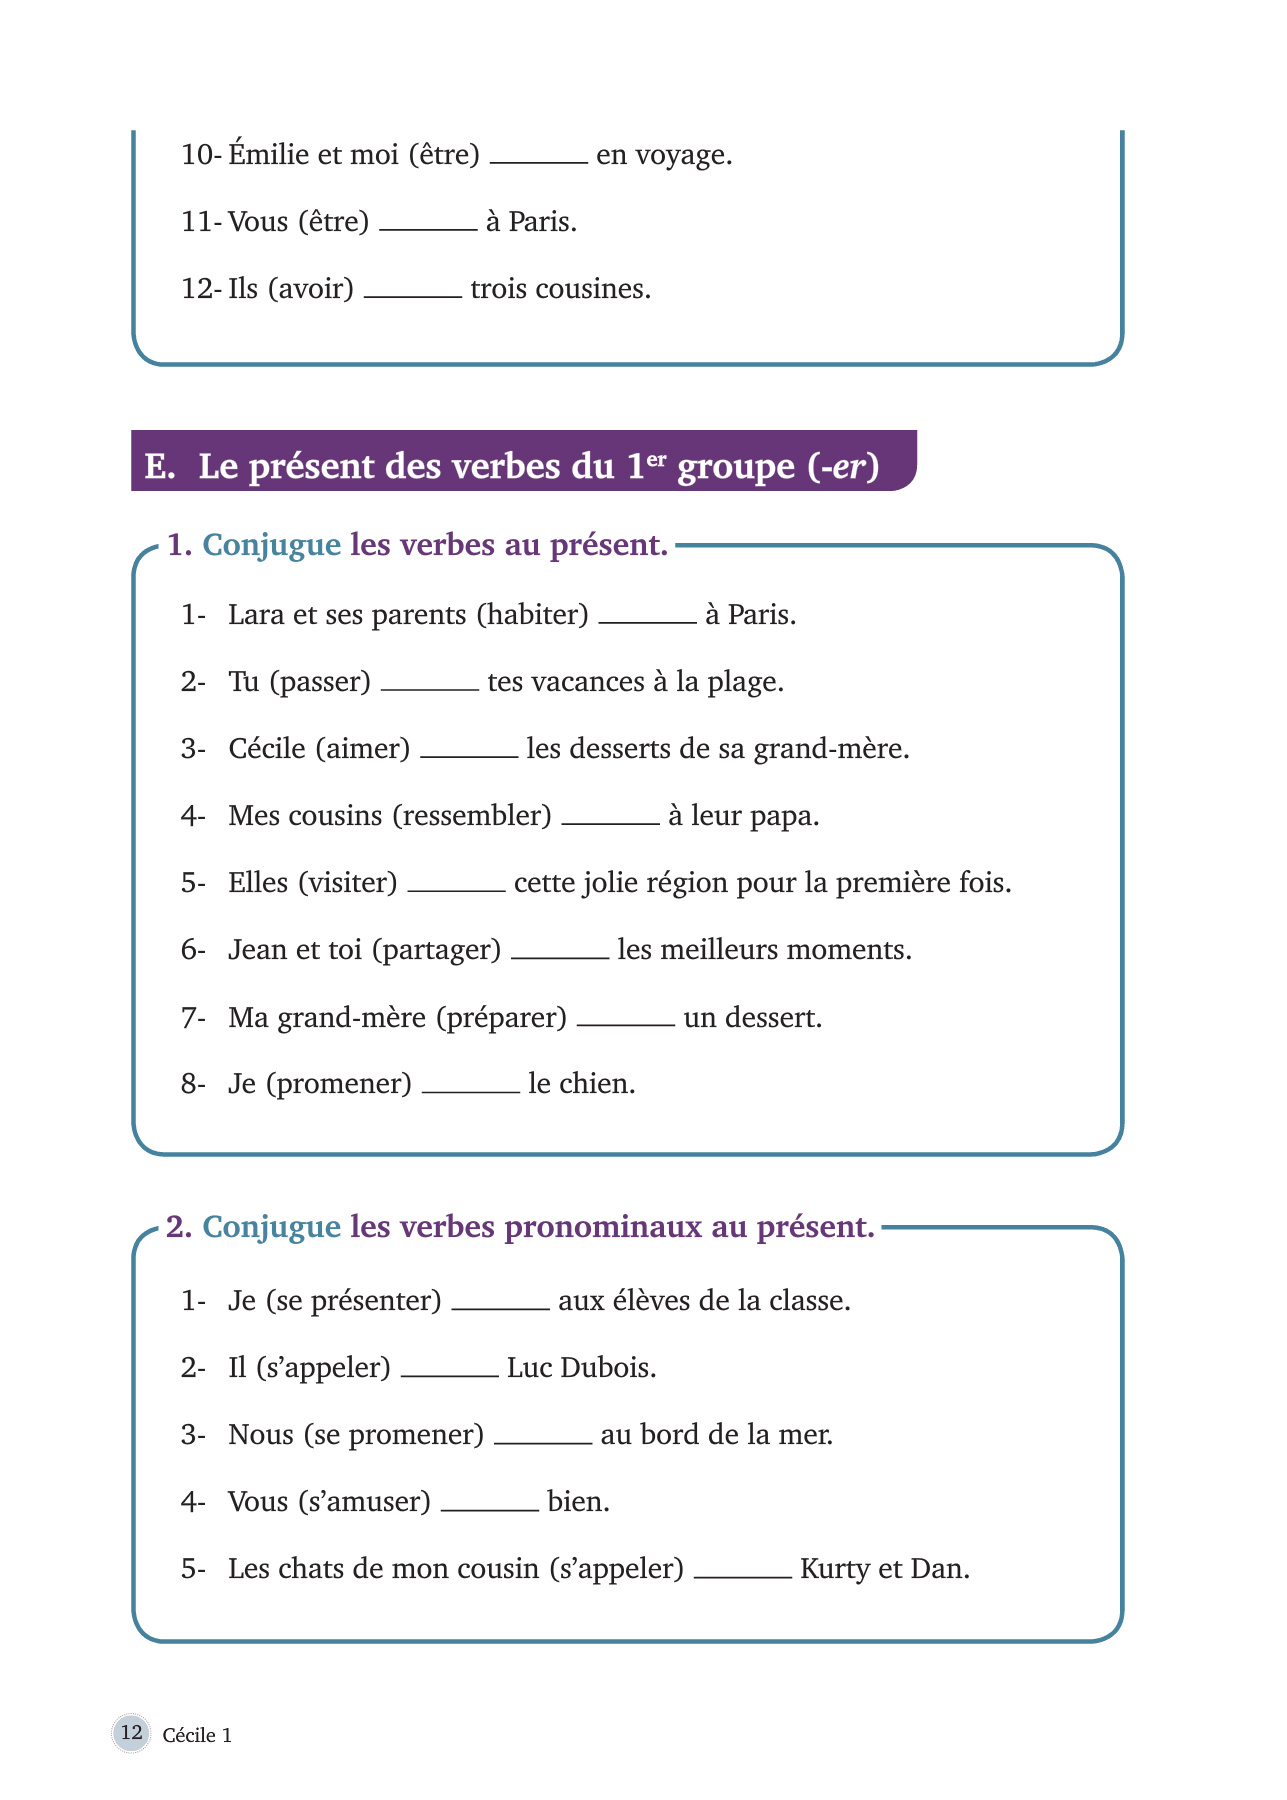 10- Émilie et moi (être) _______ en voyage.
11- Vous (être) _______ à Paris.
12- Ils (avoir) _______ trois cousines.
E. Le présent des verbes du 1er groupe (-er)
1. Conjugue les verbes au présent.
1- Lara et ses parents (habiter) _______ à Paris.
2- Tu (passer) _______ tes vacances à la plage.
3- Cécile (aimer) _______ les desserts de sa grand-mère.
4- Mes cousins (ressembler) _______ à leur papa.
5- Elles (visiter) _______ cette jolie région pour la première fois.
6- Jean et toi (partager) _______ les meilleurs moments.
7- Ma grand-mère (préparer) _______ un dessert.
8- Je (promener) _______ le chien.
2. Conjugue les verbes pronominaux au présent.
1- Je (se présenter) _______ aux élèves de la classe.
2- Il (s’appeler) _______ Luc Dubois.
3- Nous (se promener) _______ au bord de la mer.
4- Vous (s’amuser) _______ bien.
5- Les chats de mon cousin (s’appeler) _______ Kurty et Dan.
12 Cécile 1